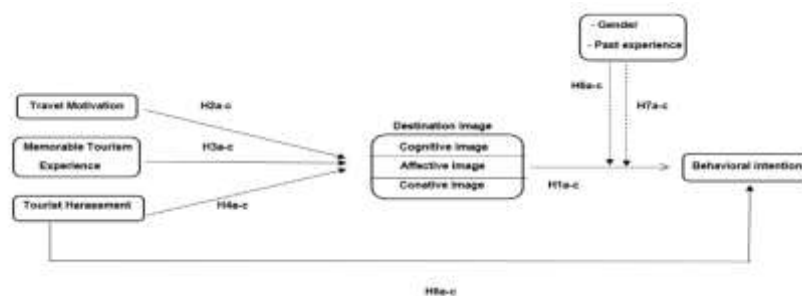 - Gender
- Past experience
H6a-c
H7a-c
Travel Motivation
H2a-c
Destination image
Memorable Tourism
Experience
H3a-c
Cognitive image
Affective image
Conative image
Behavioral intention
H1a-c
Tourist Harassment
H4a-c